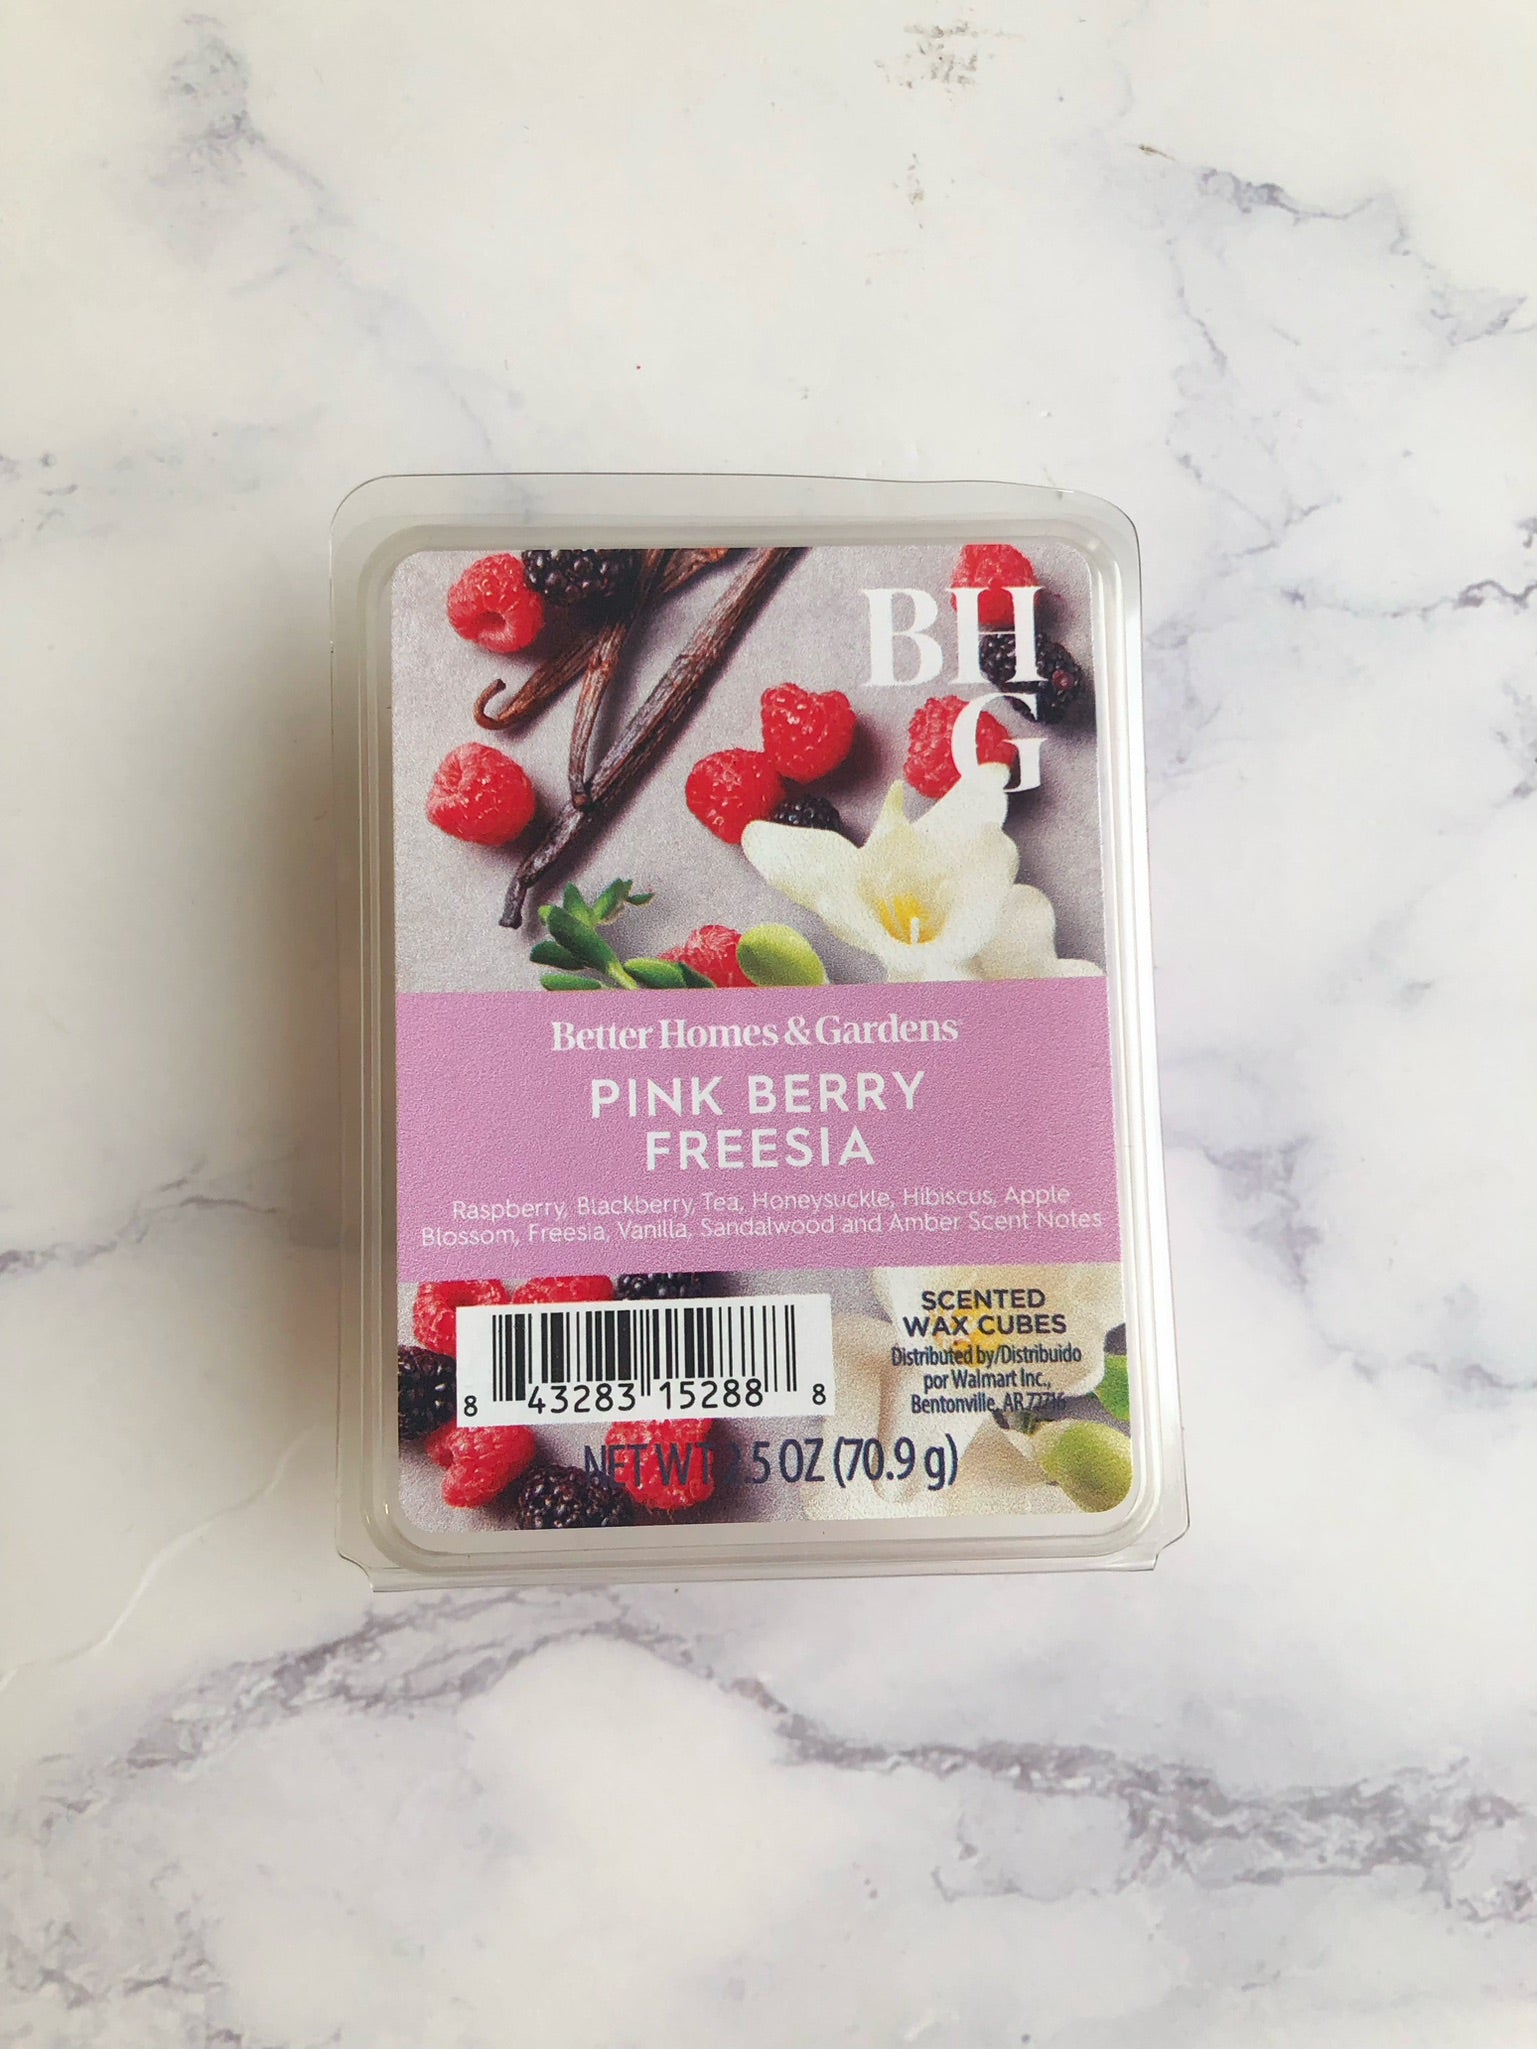 BH
G
Better Homes & Gardens
PINK BERRY
FREESIA
Raspberry, Blackberry, Tea, Honeysuckle, Hibiscus, Apple
Blossom, Freesia, Vanilla, Sandalwood and Amber Scent Notes
SCENTED
WAX CUBES
Distributed by/Distribuido
por Walmart Inc.,
Bentonville, AR 72716
8 43283 15288 8
NET WT 2.5 OZ (70.9 g)